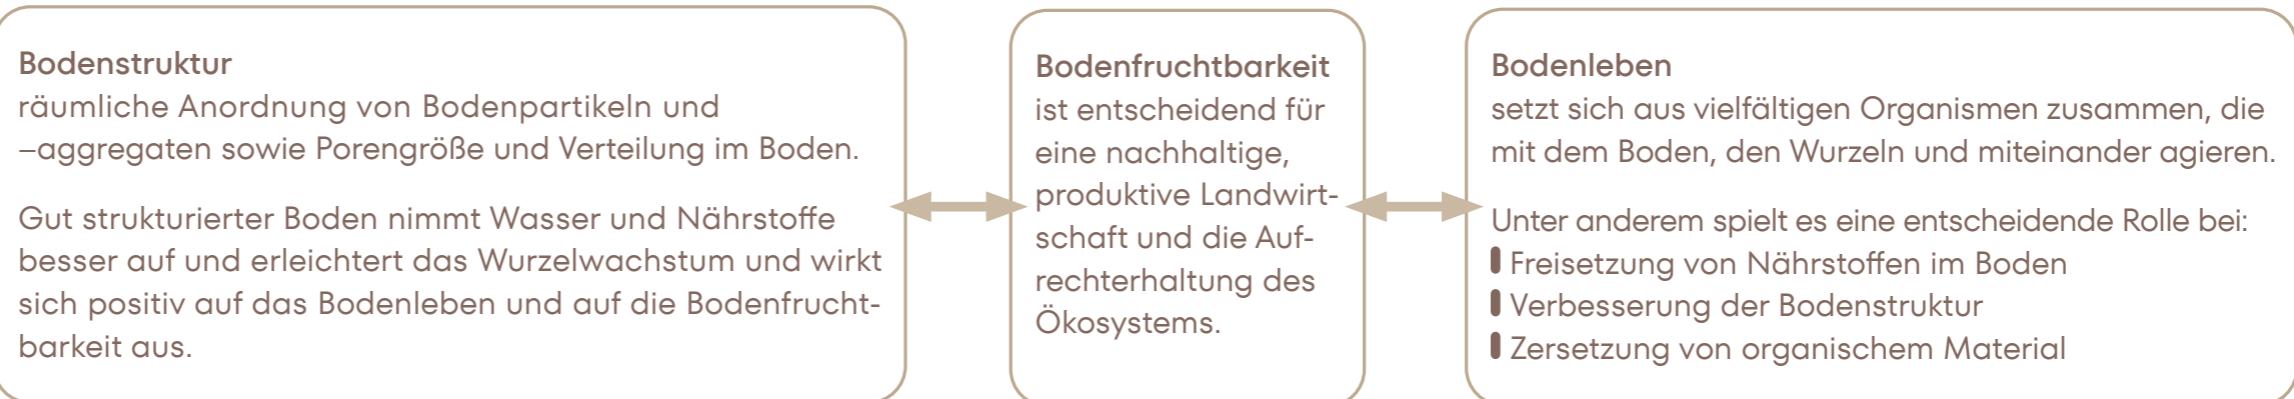 Bodenstruktur
räumliche Anordnung von Bodenpartikeln und
–aggregaten sowie Porengröße und Verteilung im Boden.
Gut strukturierter Boden nimmt Wasser und Nährstoffe
besser auf und erleichtert das Wurzelwachstum und wirkt
sich positiv auf das Bodenleben und auf die Bodenfrucht-
barkeit aus.
Bodenfruchtbarkeit
ist entscheidend für
eine nachhaltige,
produktive Landwirt-
schaft und die Auf-
rechterhaltung des
Ökosystems.
Bodenleben
setzt sich aus vielfältigen Organismen zusammen, die
mit dem Boden, den Wurzeln und miteinander agieren.
Unter anderem spielt es eine entscheidende Rolle bei:
Freisetzung von Nährstoffen im Boden
Verbesserung der Bodenstruktur
Zersetzung von organischem Material